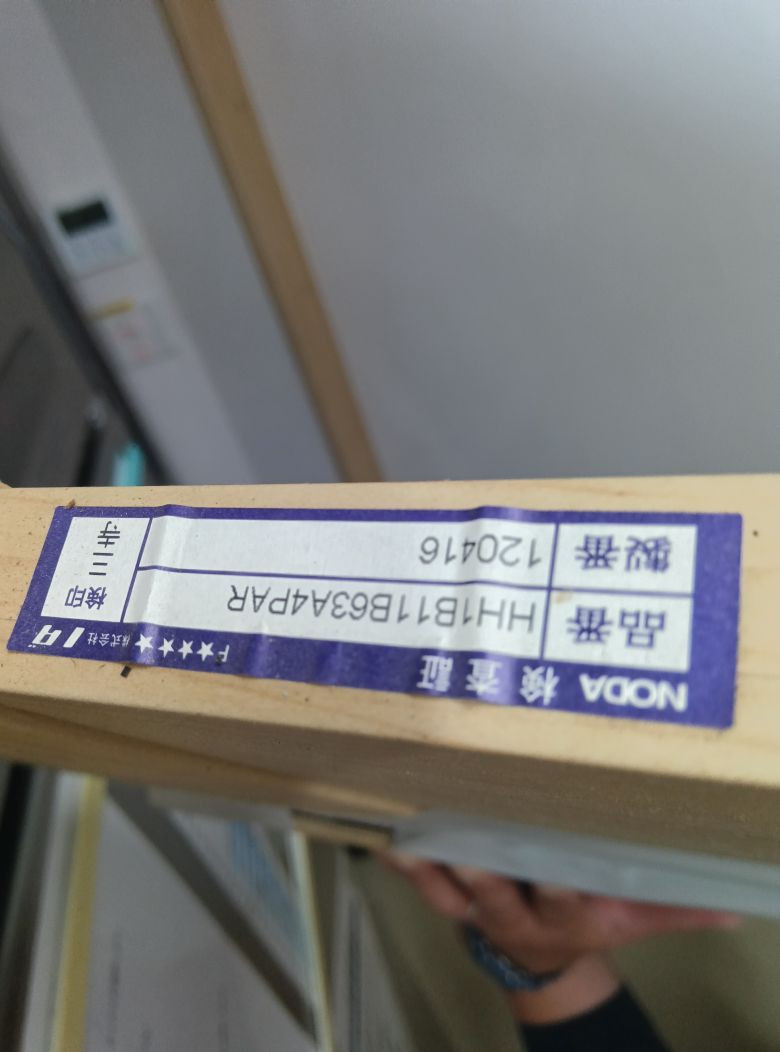 NODA 検査証 F★★★★
株式会社
品番 HH1B11B63A4PAR
製番 120416
検印